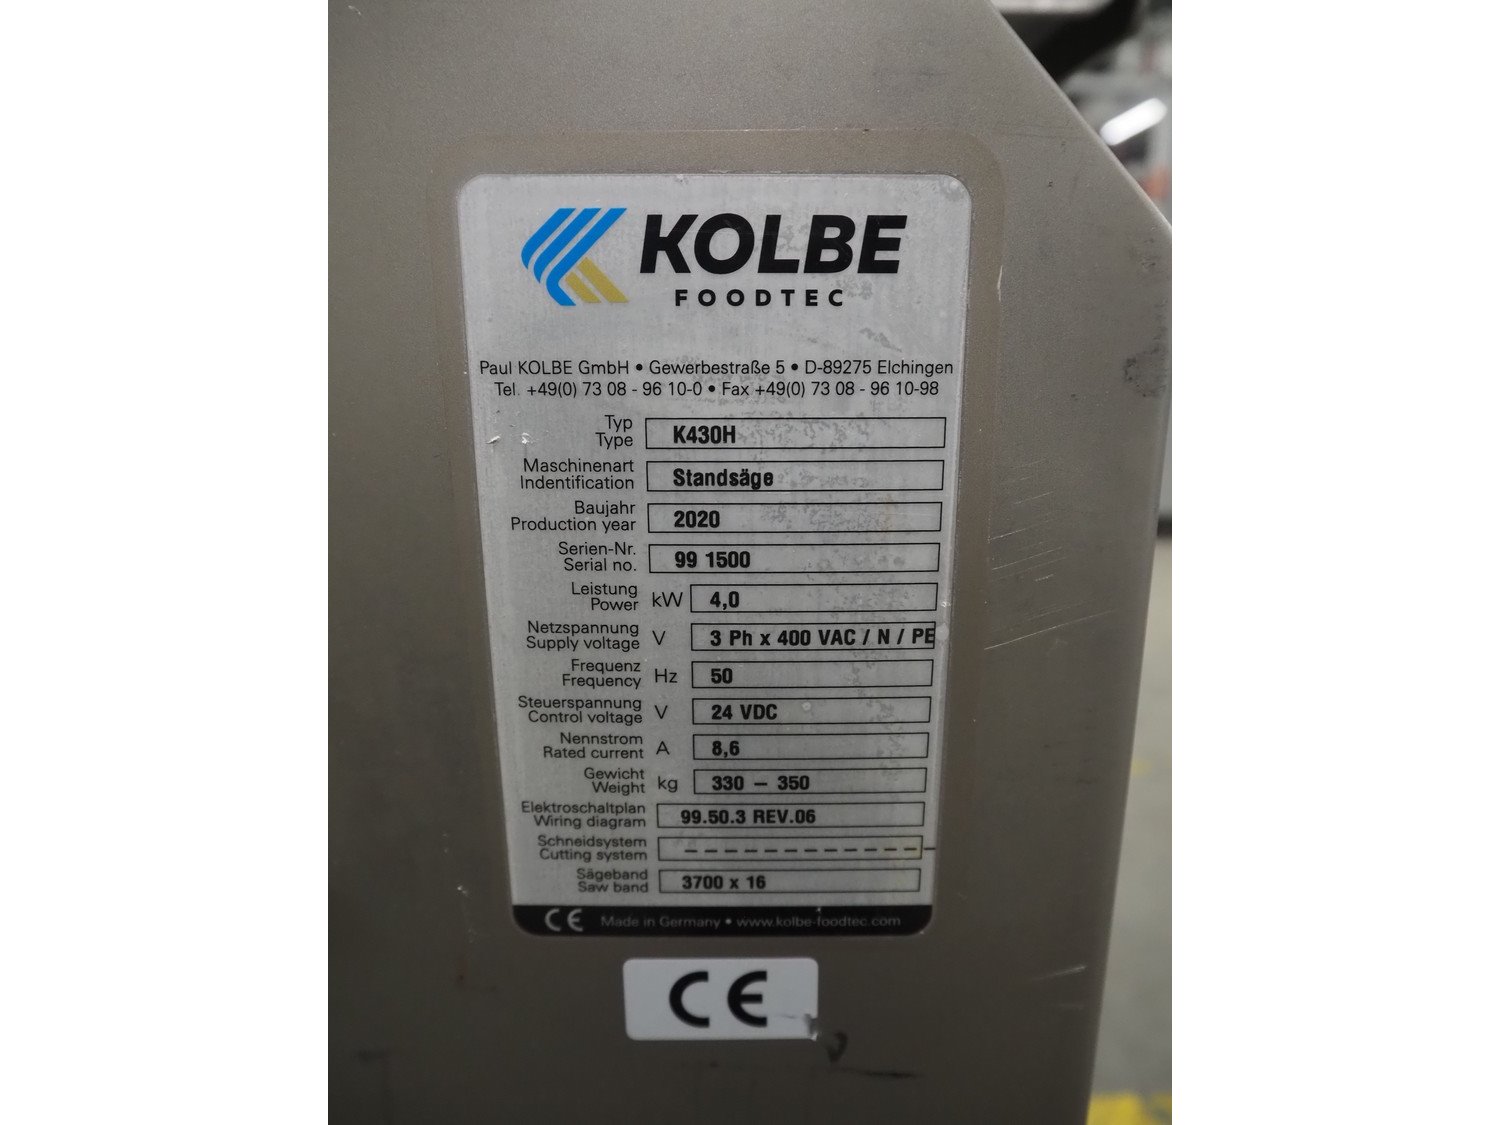 KOLBE
FOODTEC
Paul KOLBE GmbH • Gewerbestraße 5 • D-89275 Elchingen
Tel. +49(0) 73 08 - 96 10-0 • Fax +49(0) 73 08 - 96 10-98
Typ
Type K430H
Maschinenart
Indentification Standsäge
Baujahr
Production year 2020
Serien-Nr.
Serial no. 99 1500
Leistung
Power kW 4,0
Netzspannung
Supply voltage V 3 Ph x 400 VAC / N / PE
Frequenz
Frequency Hz 50
Steuerspannung
Control voltage V 24 VDC
Nennstrom
Rated current A 8,6
Gewicht
Weight kg 330 – 350
Elektroschaltplan
Wiring diagram 99.50.3 REV.06
Schneidsystem
Cutting system – – – – – – – – – – – – –
Sägeband
Saw band 3700 x 16
CE Made in Germany • www.kolbe-foodtec.com
CE